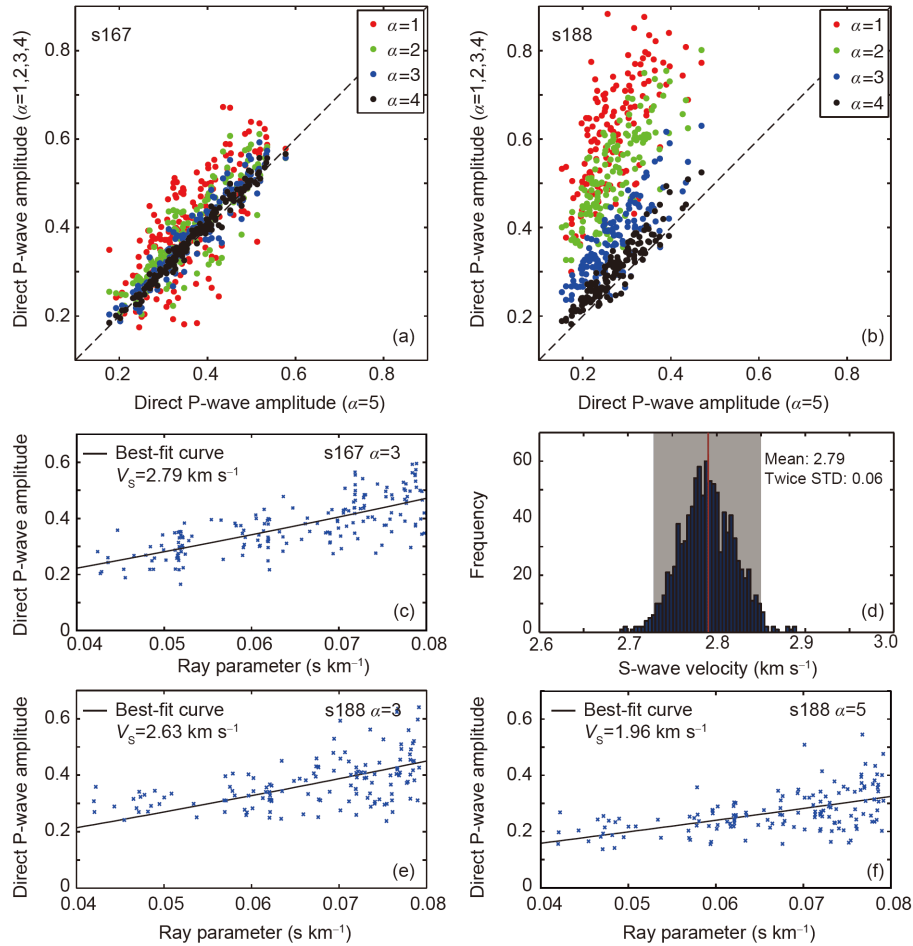 s167
α=1
α=2
α=3
α=4
0.8
0.6
0.4
0.2
Direct P-wave amplitude (α=1,2,3,4)
(a)
0.2 0.4 0.6 0.8
Direct P-wave amplitude (α=5)
s188
α=1
α=2
α=3
α=4
0.8
0.6
0.4
0.2
Direct P-wave amplitude (α=1,2,3,4)
(b)
0.2 0.4 0.6 0.8
Direct P-wave amplitude (α=5)
Best-fit curve
V_S=2.79 km s⁻¹
s167 α=3
0.6
0.4
0.2
0
Direct P-wave amplitude
(c)
0.04 0.05 0.06 0.07 0.08
Ray parameter (s km⁻¹)
Mean: 2.79
Twice STD: 0.06
60
40
20
0
Frequency
(d)
2.6 2.7 2.8 2.9 3.0
S-wave velocity (km s⁻¹)
Best-fit curve
V_S=2.63 km s⁻¹
s188 α=3
0.6
0.4
0.2
0
Direct P-wave amplitude
(e)
0.04 0.05 0.06 0.07 0.08
Ray parameter (s km⁻¹)
Best-fit curve
V_S=1.96 km s⁻¹
s188 α=5
0.6
0.4
0.2
0
Direct P-wave amplitude
(f)
0.04 0.05 0.06 0.07 0.08
Ray parameter (s km⁻¹)